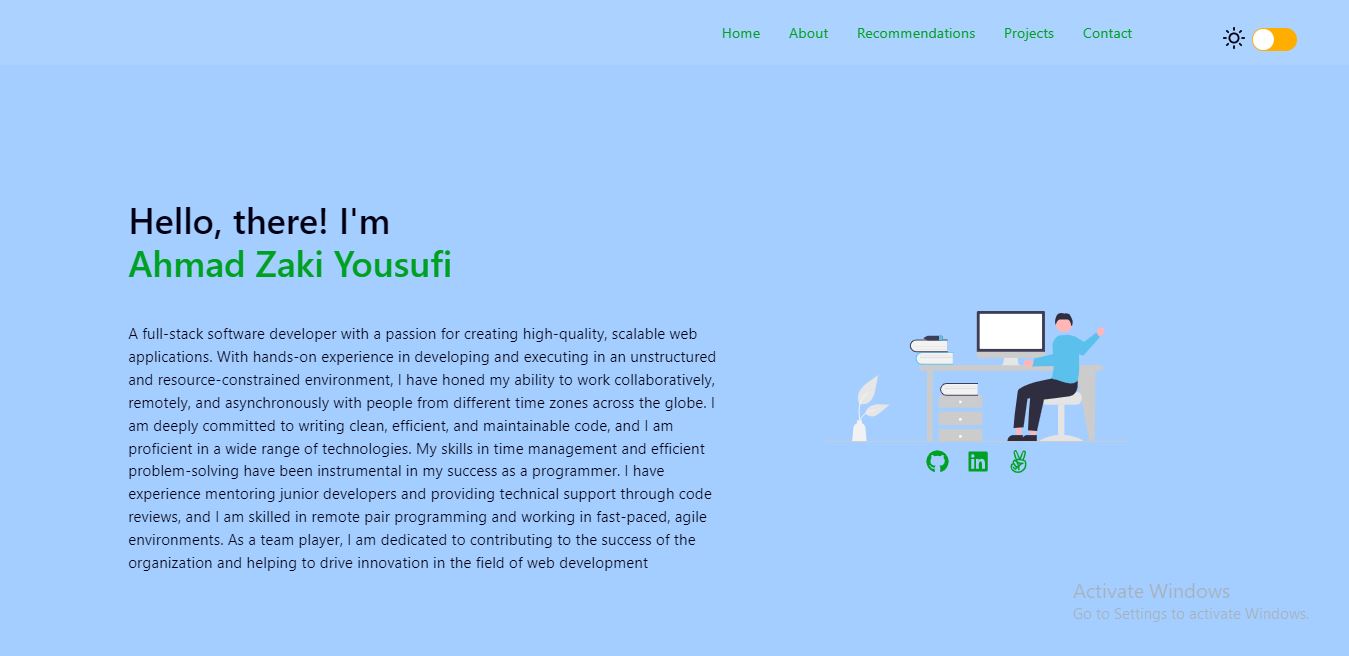 Home About Recommendations Projects Contact
Hello, there! I'm
Ahmad Zaki Yousufi
A full-stack software developer with a passion for creating high-quality, scalable web
applications. With hands-on experience in developing and executing in an unstructured
and resource-constrained environment, I have honed my ability to work collaboratively,
remotely, and asynchronously with people from different time zones across the globe. I
am deeply committed to writing clean, efficient, and maintainable code, and I am
proficient in a wide range of technologies. My skills in time management and efficient
problem-solving have been instrumental in my success as a programmer. I have
experience mentoring junior developers and providing technical support through code
reviews, and I am skilled in remote pair programming and working in fast-paced, agile
environments. As a team player, I am dedicated to contributing to the success of the
organization and helping to drive innovation in the field of web development
in
Activate Windows
Go to Settings to activate Windows.